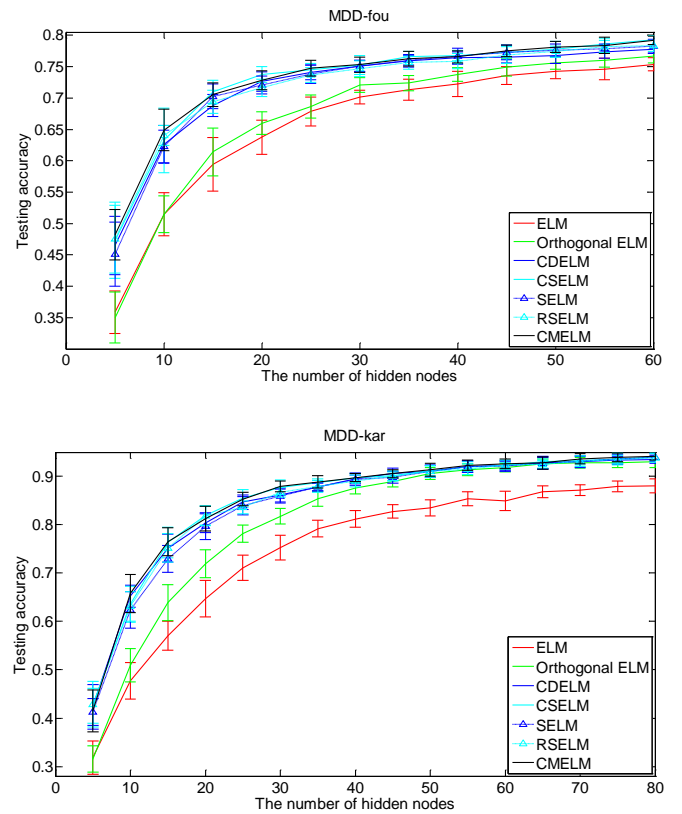 MDD-fou
Testing accuracy
0.8
0.75
0.7
0.65
0.6
0.55
0.5
0.45
0.4
0.35
0 10 20 30 40 50 60
The number of hidden nodes
ELM
Orthogonal ELM
CDELM
CSELM
SELM
RSELM
CMELM
MDD-kar
Testing accuracy
0.9
0.8
0.7
0.6
0.5
0.4
0.3
0 10 20 30 40 50 60 70 80
The number of hidden nodes
ELM
Orthogonal ELM
CDELM
CSELM
SELM
RSELM
CMELM